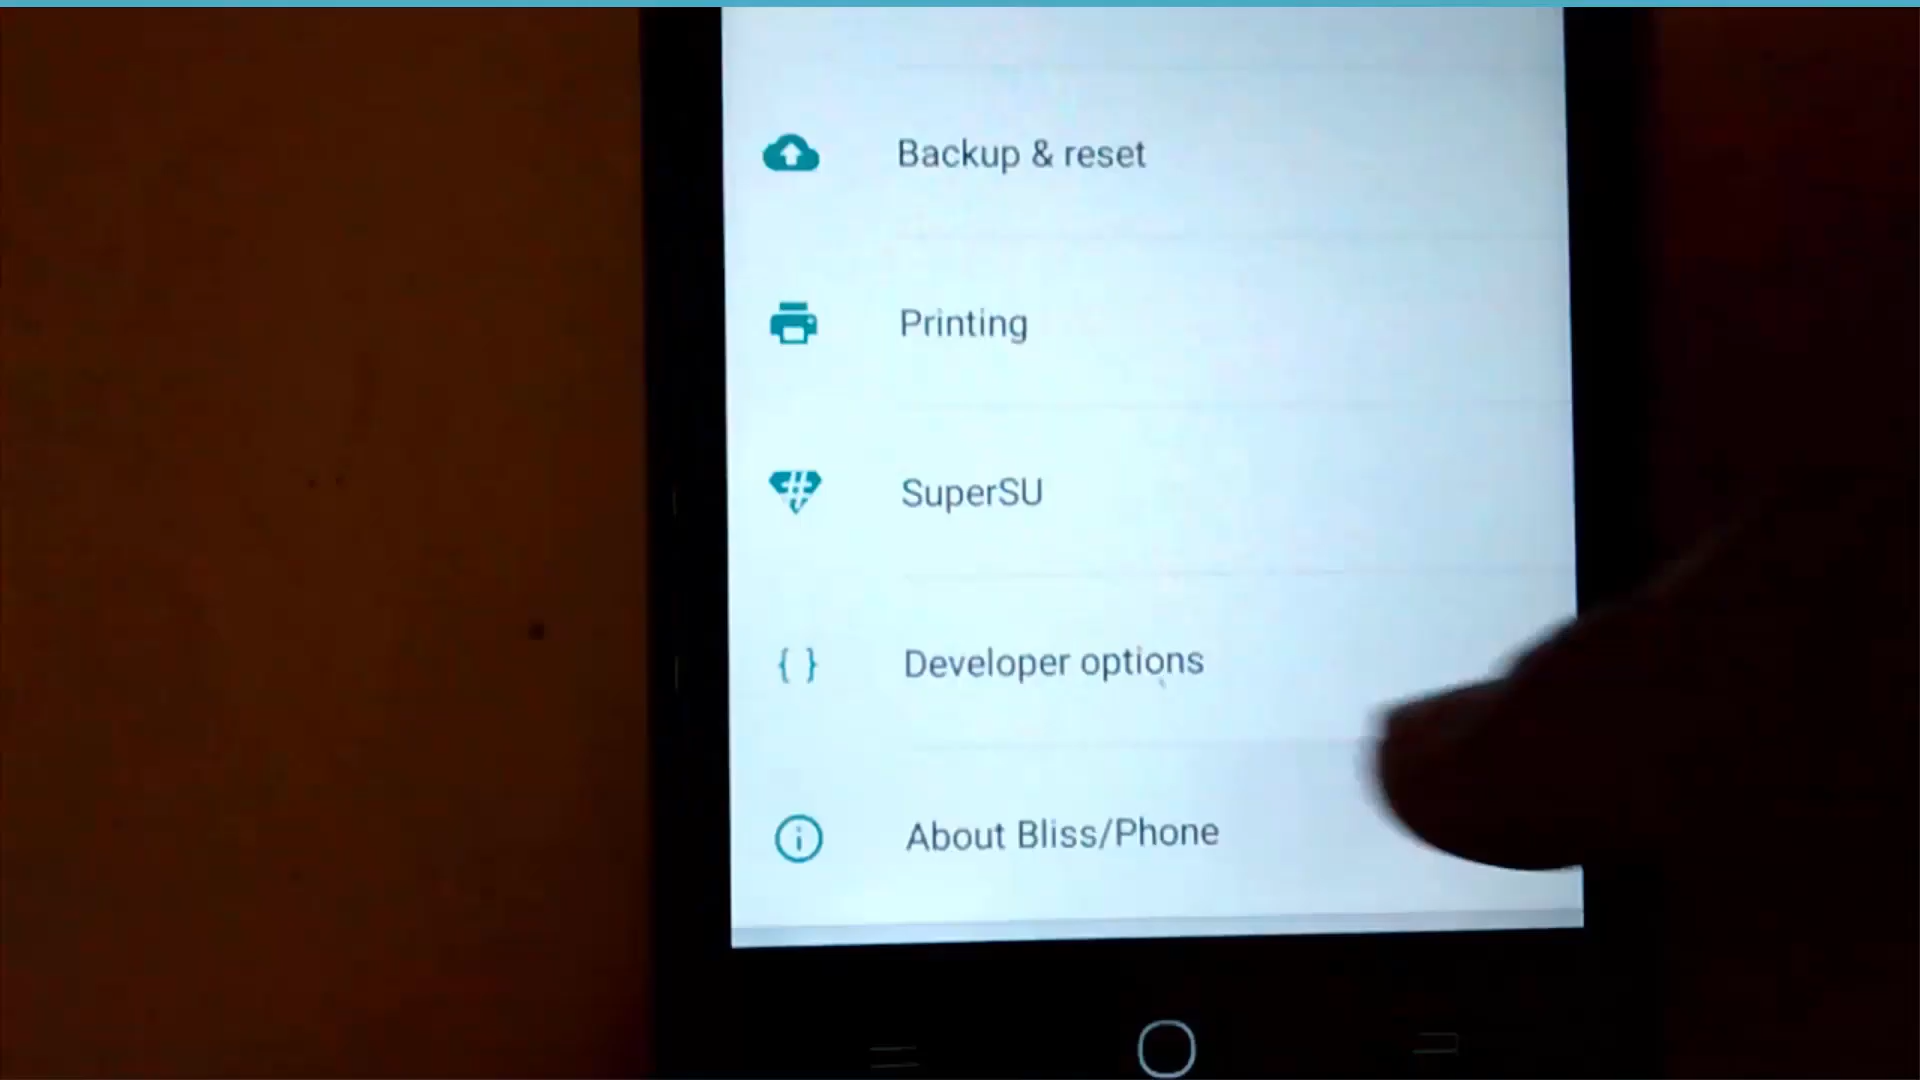 Backup & reset
Printing
SuperSU
Developer options
About Bliss/Phone